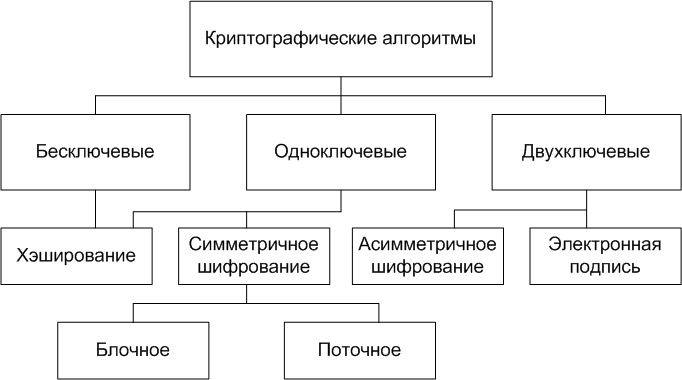 Криптографические алгоритмы
Бесключевые
Одноключевые
Двухключевые
Хэширование
Симметричное
шифрование
Асимметричное
шифрование
Электронная
подпись
Блочное
Поточное